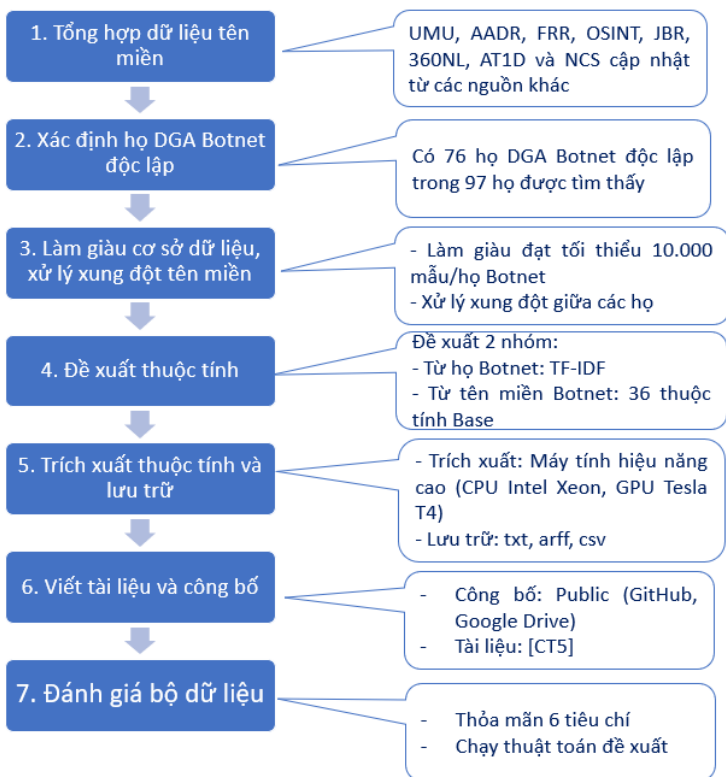 1. Tổng hợp dữ liệu tên
miền
UMU, AADR, FRR, OSINT, JBR,
360NL, AT1D và NCS cập nhật
từ các nguồn khác
2. Xác định họ DGA Botnet
độc lập
Có 76 họ DGA Botnet độc lập
trong 97 họ được tìm thấy
3. Làm giàu cơ sở dữ liệu,
xử lý xung đột tên miền
- Làm giàu đạt tối thiểu 10.000
mẫu/họ Botnet
- Xử lý xung đột giữa các họ
4. Đề xuất thuộc tính
Đề xuất 2 nhóm:
- Từ họ Botnet: TF-IDF
- Từ tên miền Botnet: 36 thuộc
tính Base
5. Trích xuất thuộc tính và
lưu trữ
- Trích xuất: Máy tính hiệu năng
cao (CPU Intel Xeon, GPU Tesla
T4)
- Lưu trữ: txt, arff, csv
6. Viết tài liệu và công bố
- Công bố: Public (GitHub,
Google Drive)
- Tài liệu: [CT5]
7. Đánh giá bộ dữ liệu
- Thỏa mãn 6 tiêu chí
- Chạy thuật toán đề xuất